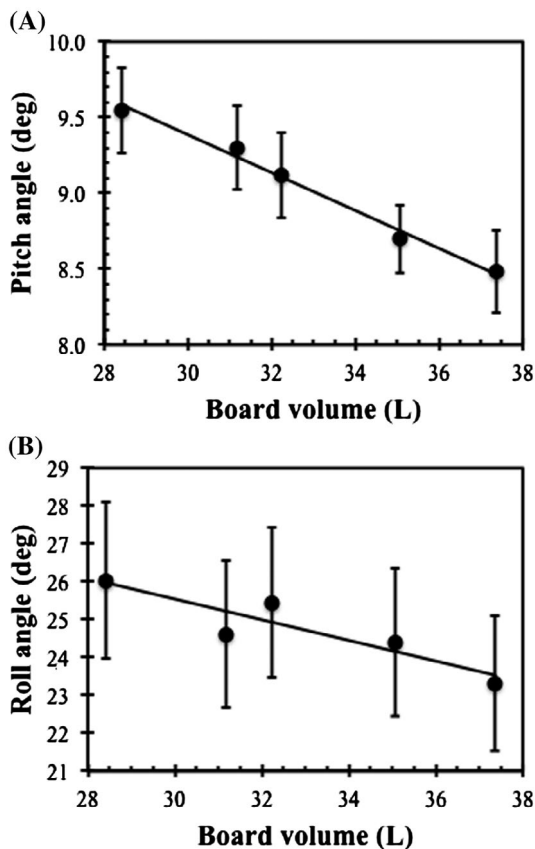 (A)
10.0
9.5
9.0
8.5
8.0
Pitch angle (deg)
28 30 32 34 36 38
Board volume (L)
(B)
29
28
27
26
25
24
23
22
21
Roll angle (deg)
28 30 32 34 36 38
Board volume (L)